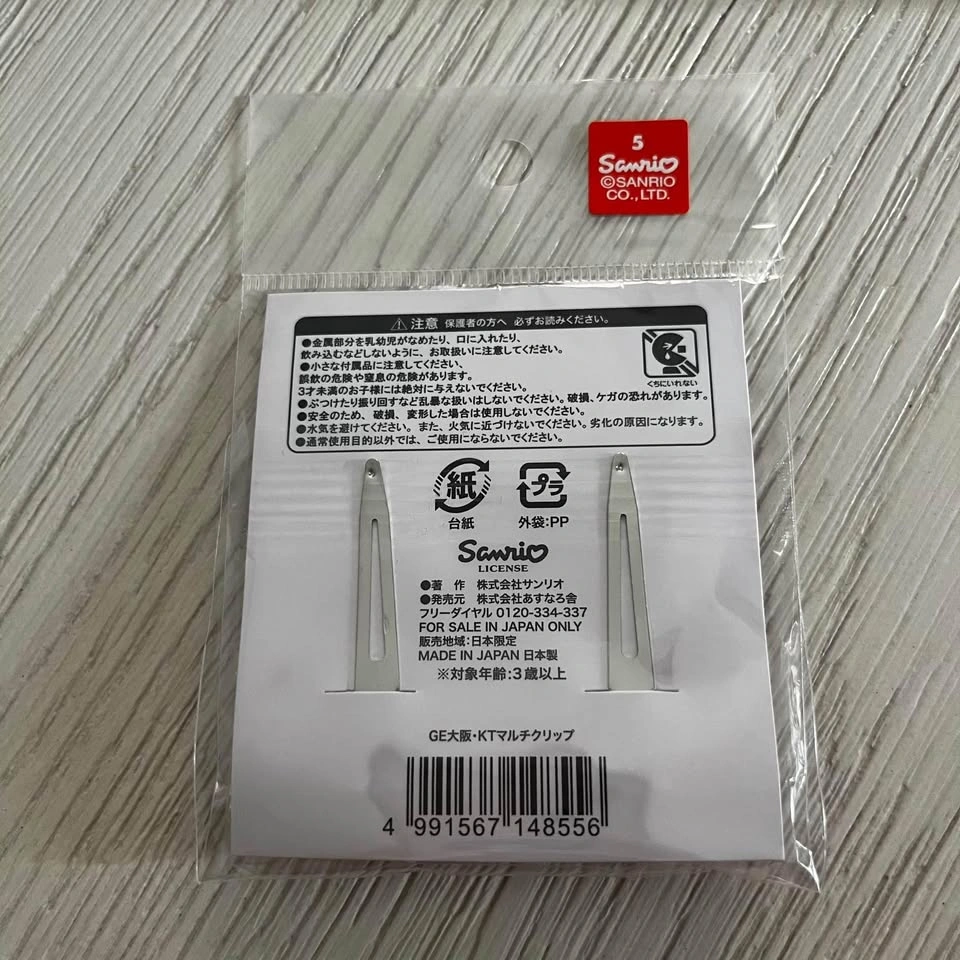 5
Sanrio
©SANRIO
CO.,LTD.
⚠注意 保護者の方へ 必ずお読みください。
●金属部分を乳幼児がなめたり、口に入れたり、
飲み込むなどしないように、お取扱いに注意してください。
●小さな付属品に注意してください、
誤飲の危険や窒息の危険があります。
3才未満のお子様には絶対に与えないでください。
●ぶつけたり振り回すなど乱暴な扱いはしないでください。破損、ケガの恐れがあります。
●安全のため、破損、変形した場合は使用しないでください。
●水気を避けてください。また、火気に近づけないでください。劣化の原因になります。
●通常使用目的以外では、ご使用にならないでください。
くちにいれない
紙 プラ
台紙 外袋:PP
Sanrio
LICENSE
●著 作 株式会社サンリオ
●発売元 株式会社あすなろ舎
フリーダイヤル 0120-334-337
FOR SALE IN JAPAN ONLY
販売地域:日本限定
MADE IN JAPAN 日本製
※対象年齢:3歳以上
GE大阪・KTマルチクリップ
4 991567 148556